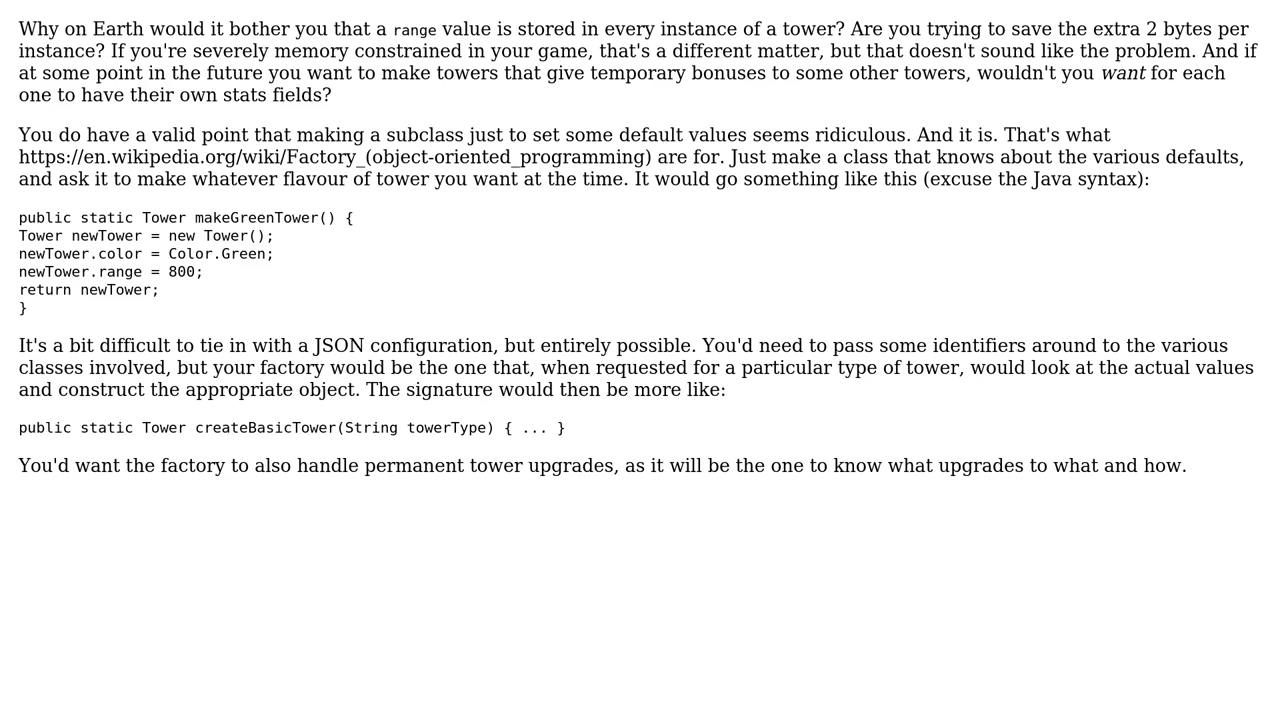 Why on Earth would it bother you that a range value is stored in every instance of a tower? Are you trying to save the extra 2 bytes per
instance? If you're severely memory constrained in your game, that's a different matter, but that doesn't sound like the problem. And if
at some point in the future you want to make towers that give temporary bonuses to some other towers, wouldn't you want for each
one to have their own stats fields?
You do have a valid point that making a subclass just to set some default values seems ridiculous. And it is. That's what
https://en.wikipedia.org/wiki/Factory_(object-oriented_programming) are for. Just make a class that knows about the various defaults,
and ask it to make whatever flavour of tower you want at the time. It would go something like this (excuse the Java syntax):
public static Tower makeGreenTower() {
Tower newTower = new Tower();
newTower.color = Color.Green;
newTower.range = 800;
return newTower;
}
It's a bit difficult to tie in with a JSON configuration, but entirely possible. You'd need to pass some identifiers around to the various
classes involved, but your factory would be the one that, when requested for a particular type of tower, would look at the actual values
and construct the appropriate object. The signature would then be more like:
public static Tower createBasicTower(String towerType) { ... }
You'd want the factory to also handle permanent tower upgrades, as it will be the one to know what upgrades to what and how.